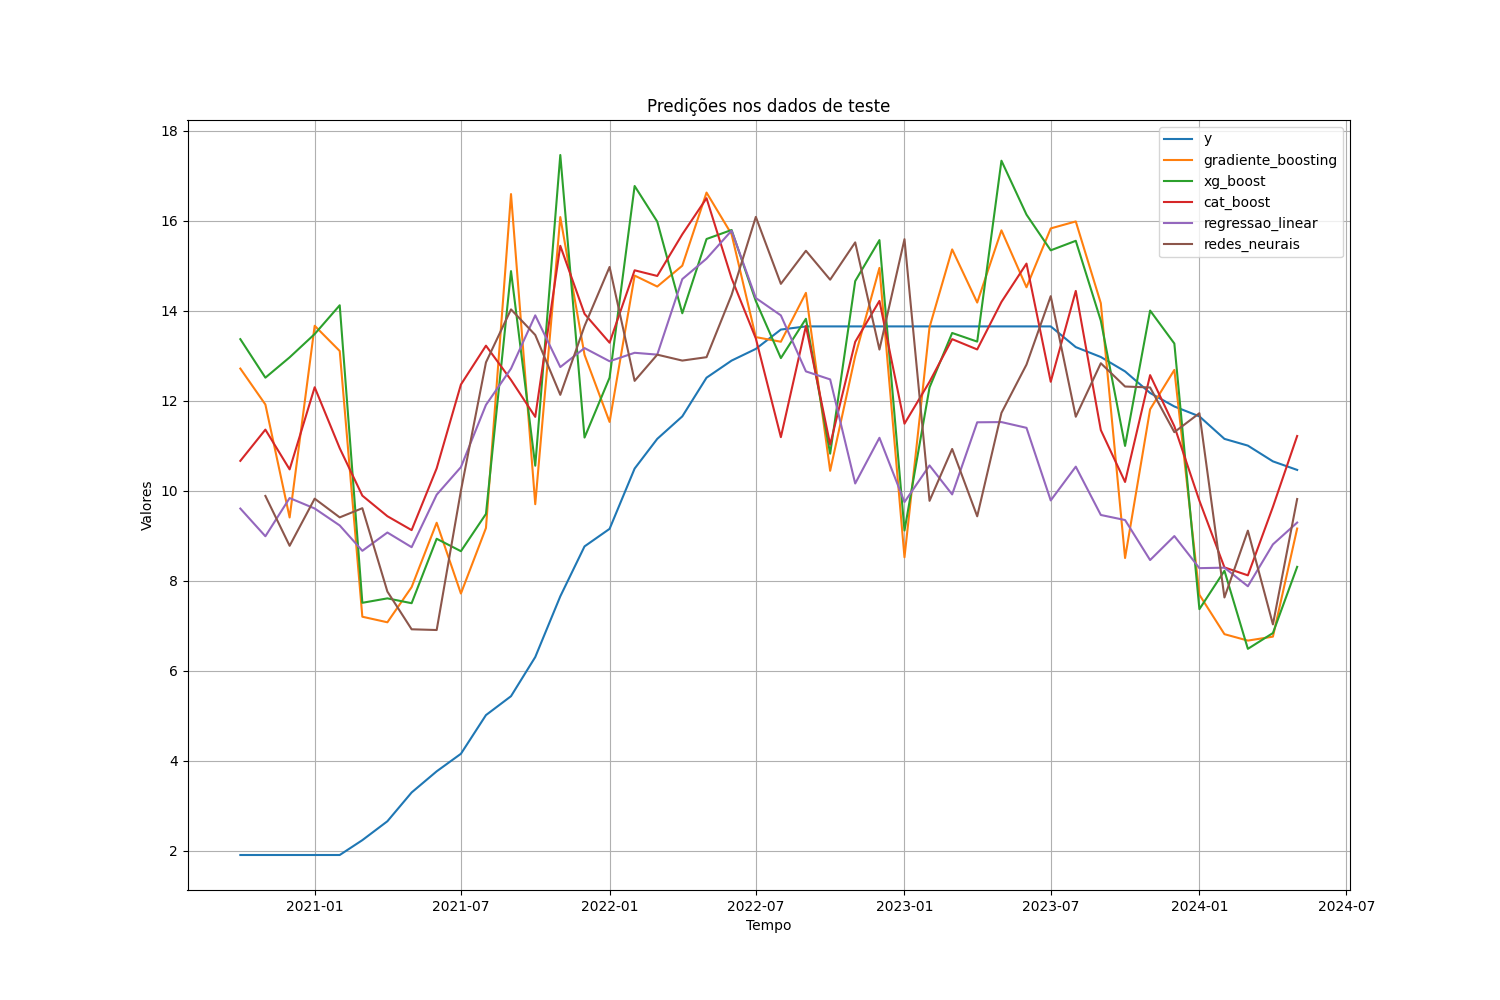 Predições nos dados de teste
y
gradiente_boosting
xg_boost
cat_boost
regressao_linear
redes_neurais
Valores
18
16
14
12
10
8
6
4
2
2021-01 2021-07 2022-01 2022-07 2023-01 2023-07 2024-01 2024-07
Tempo